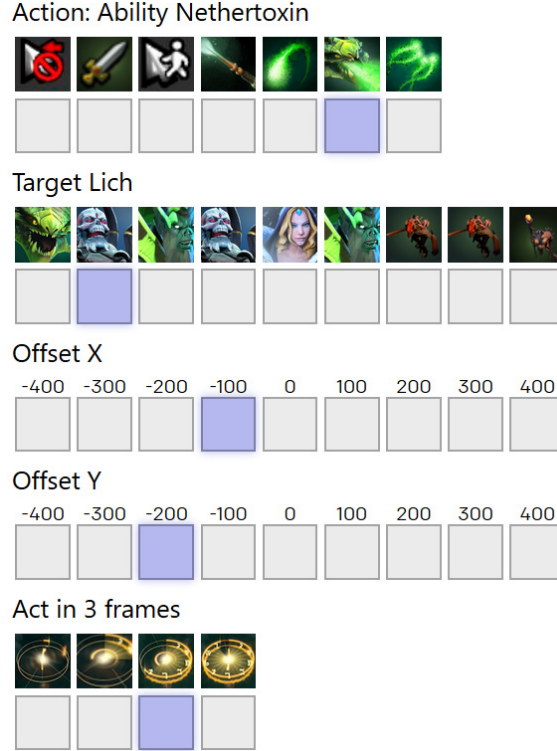 Action: Ability Nethertoxin
Target Lich
Offset X
-400 -300 -200 -100 0 100 200 300 400
Offset Y
-400 -300 -200 -100 0 100 200 300 400
Act in 3 frames